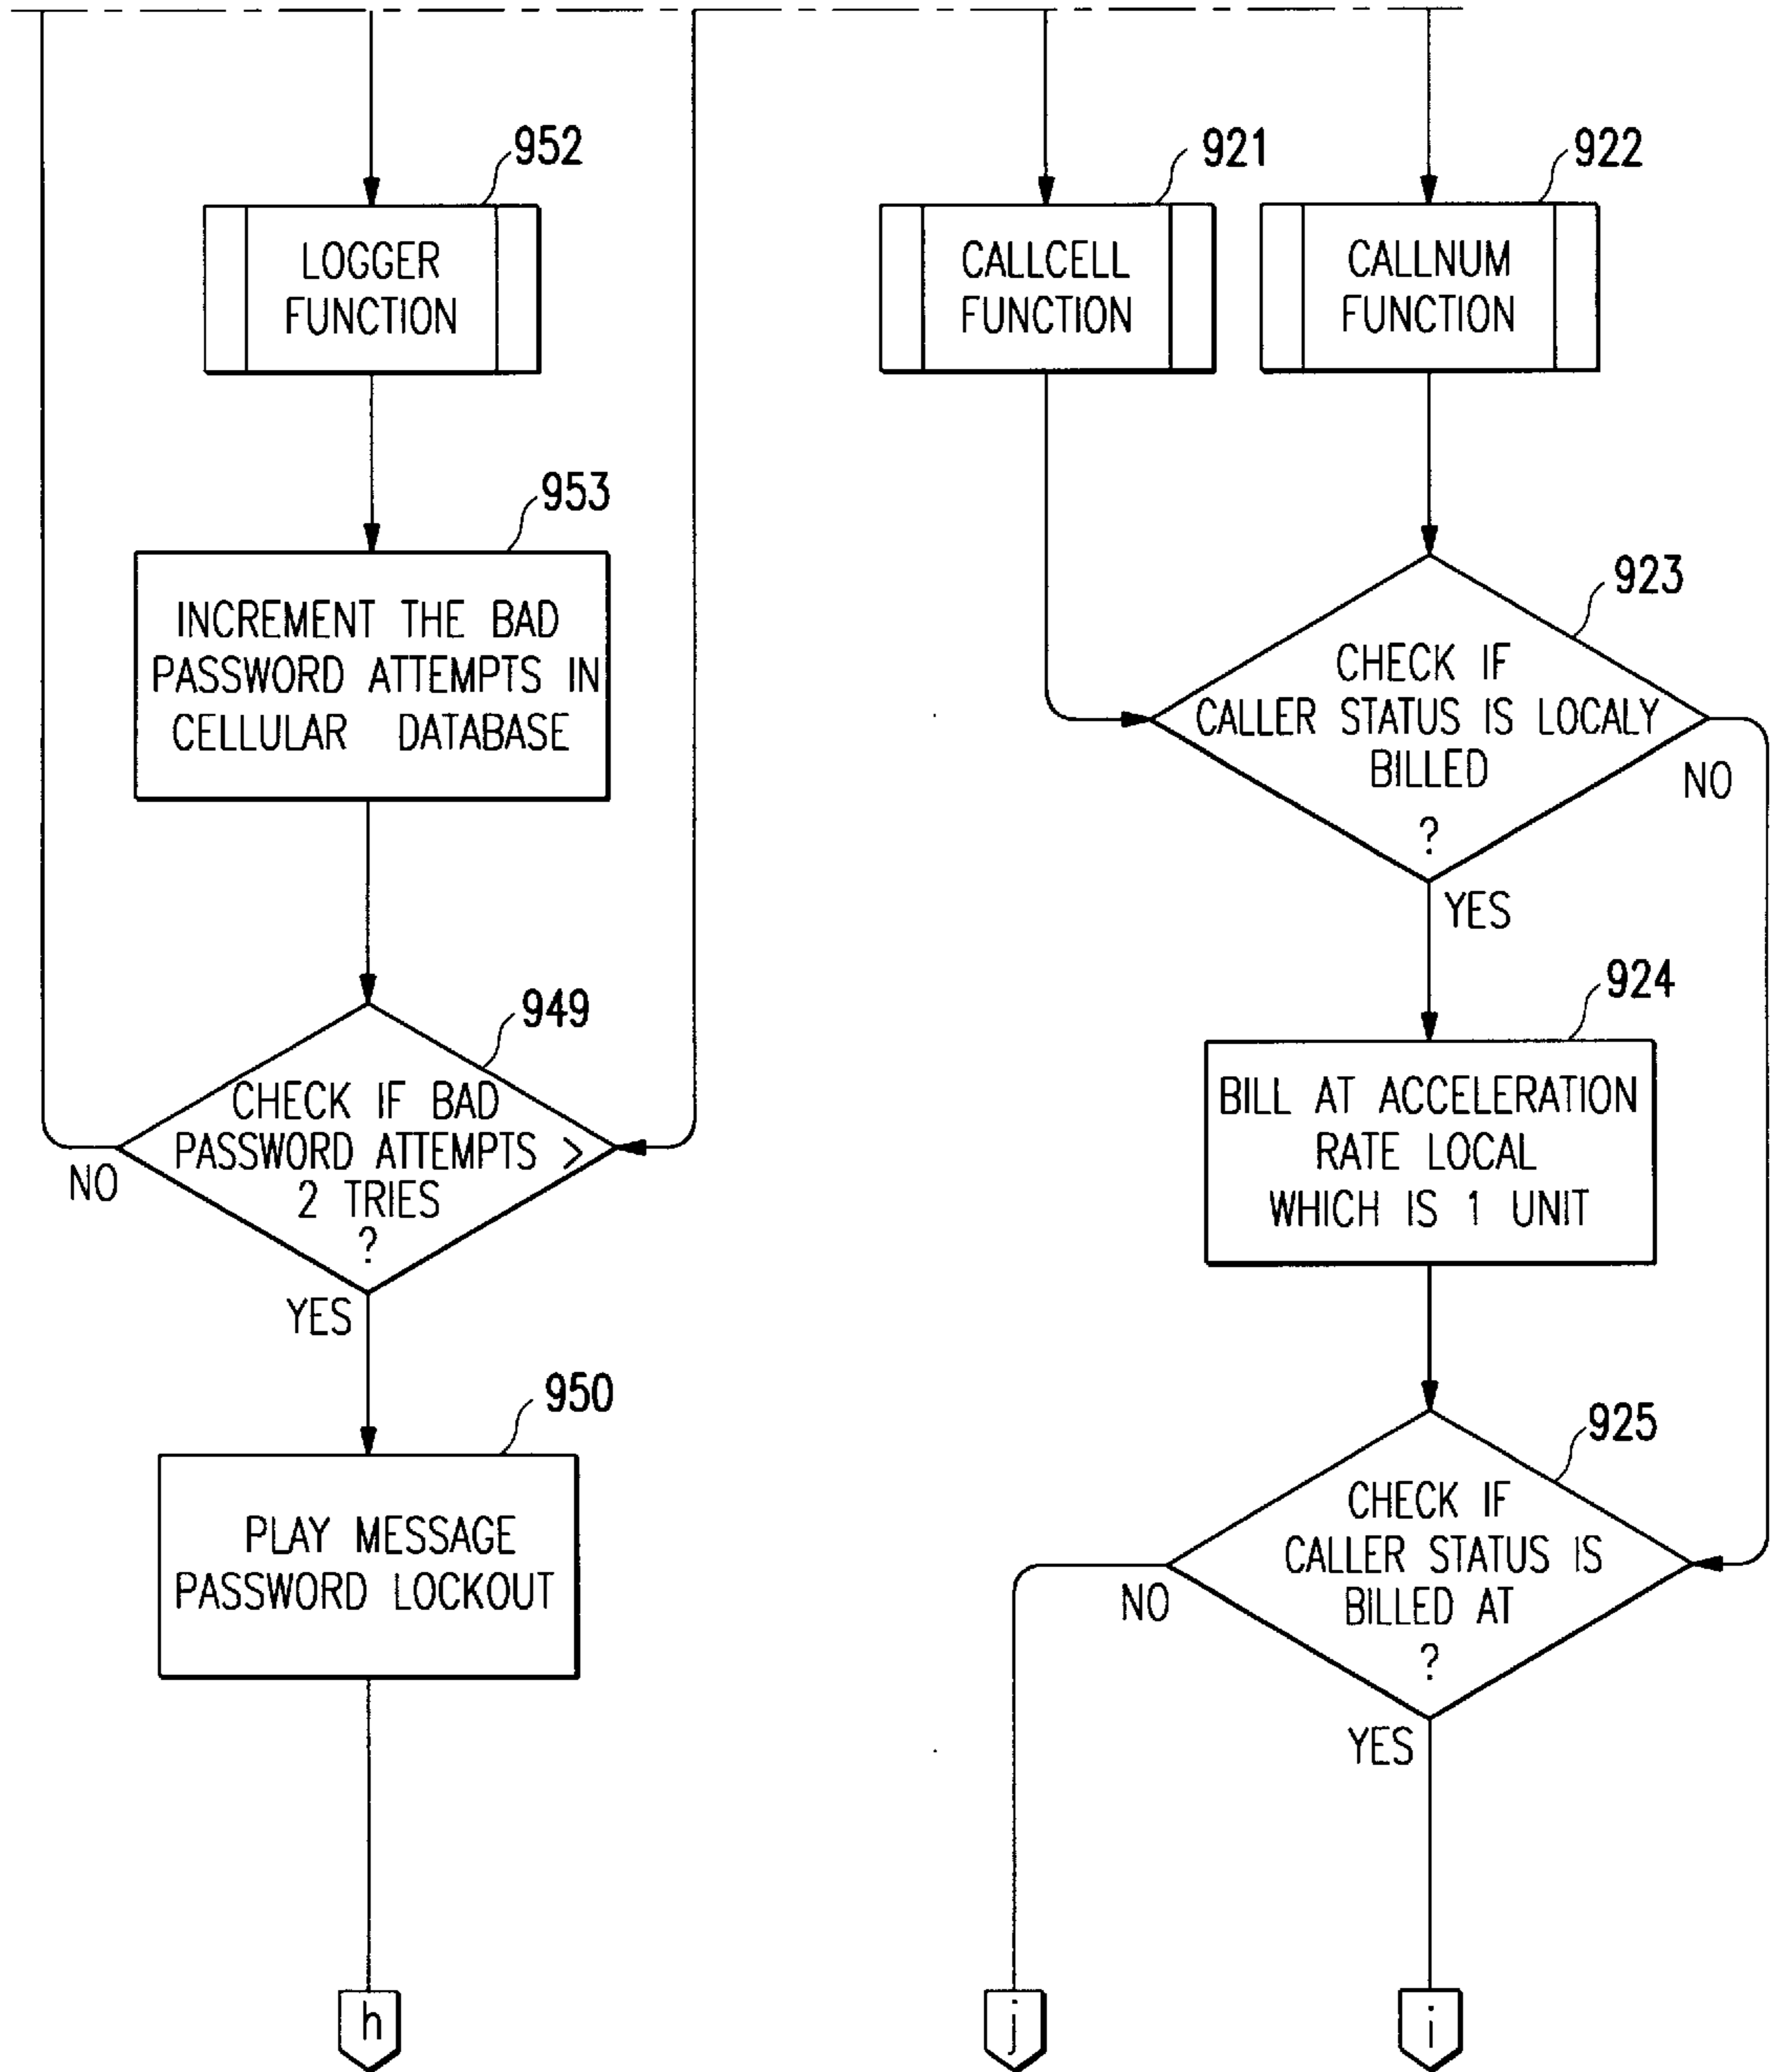 952
LOGGER
FUNCTION
953
INCREMENT THE BAD
PASSWORD ATTEMPTS IN
CELLULAR DATABASE
949
CHECK IF BAD
PASSWORD ATTEMPTS >
2 TRIES
?
NO
YES
950
PLAY MESSAGE
PASSWORD LOCKOUT
h
921
CALLCELL
FUNCTION
922
CALLNUM
FUNCTION
923
CHECK IF
CALLER STATUS IS LOCALY
BILLED
?
NO
YES
924
BILL AT ACCELERATION
RATE LOCAL
WHICH IS 1 UNIT
925
CHECK IF
CALLER STATUS IS
BILLED AT
?
NO
YES
j
i